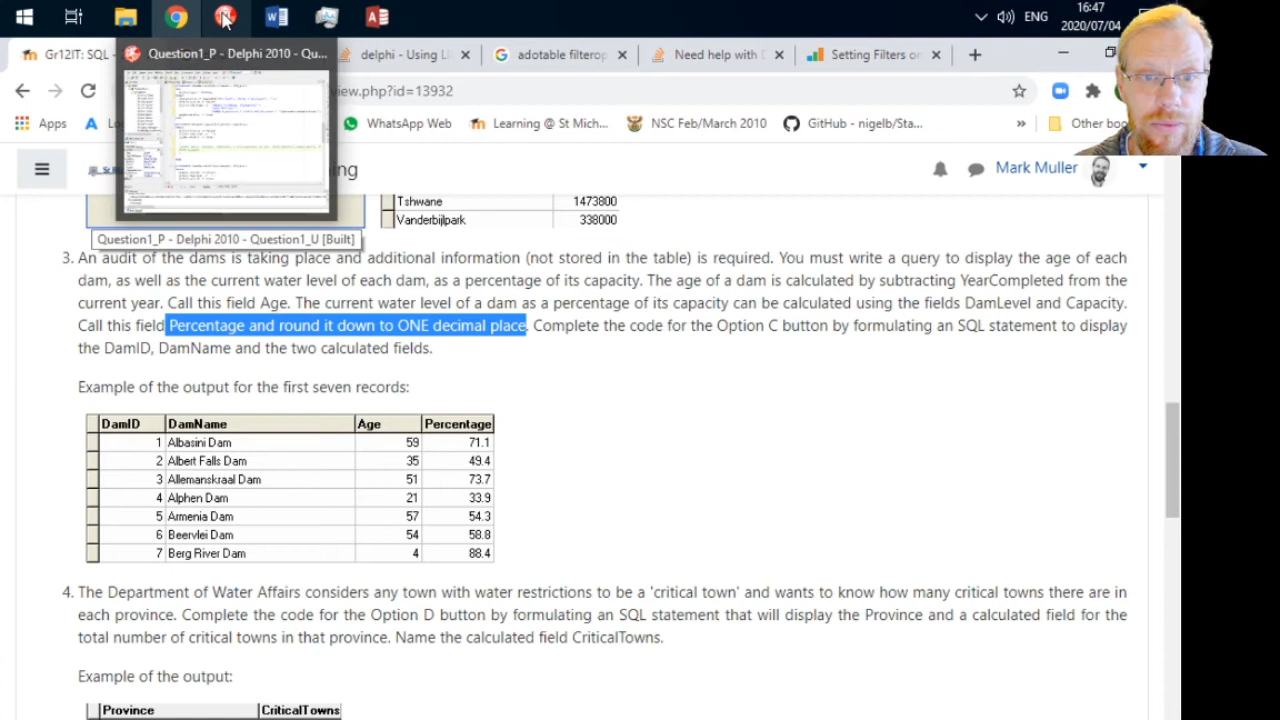 16:47
ENG
2020/07/04
Question1_P - Delphi 2010 - Qu...
Gr12IT: SQL -
delphi - Using Li
adotable filterop
Need help with D
Setting Filters on
view.php?id=13932
Apps
WhatsApp Web
Learning @ St Rich...
NSC Feb/March 2010
GitHub - nigelb...
»
Other boo
Mark Muller
Question1_P - Delphi 2010 - Question1_U [Built]
Tshwane 1473800
Vanderbijlpark 338000
3. An audit of the dams is taking place and additional information (not stored in the table) is required. You must write a query to display the age of each
dam, as well as the current water level of each dam, as a percentage of its capacity. The age of a dam is calculated by subtracting YearCompleted from the
current year. Call this field Age. The current water level of a dam as a percentage of its capacity can be calculated using the fields DamLevel and Capacity.
Call this field Percentage and round it down to ONE decimal place. Complete the code for the Option C button by formulating an SQL statement to display
the DamID, DamName and the two calculated fields.
Example of the output for the first seven records:
DamID DamName Age Percentage
1 Albasini Dam 59 71.1
2 Albert Falls Dam 35 49.4
3 Allemanskraal Dam 51 73.7
4 Alphen Dam 21 33.9
5 Armenia Dam 57 54.3
6 Beervlei Dam 54 58.8
7 Berg River Dam 4 88.4
4. The Department of Water Affairs considers any town with water restrictions to be a 'critical town' and wants to know how many critical towns there are in
each province. Complete the code for the Option D button by formulating an SQL statement that will display the Province and a calculated field for the
total number of critical towns in that province. Name the calculated field CriticalTowns.
Example of the output:
Province CriticalTowns